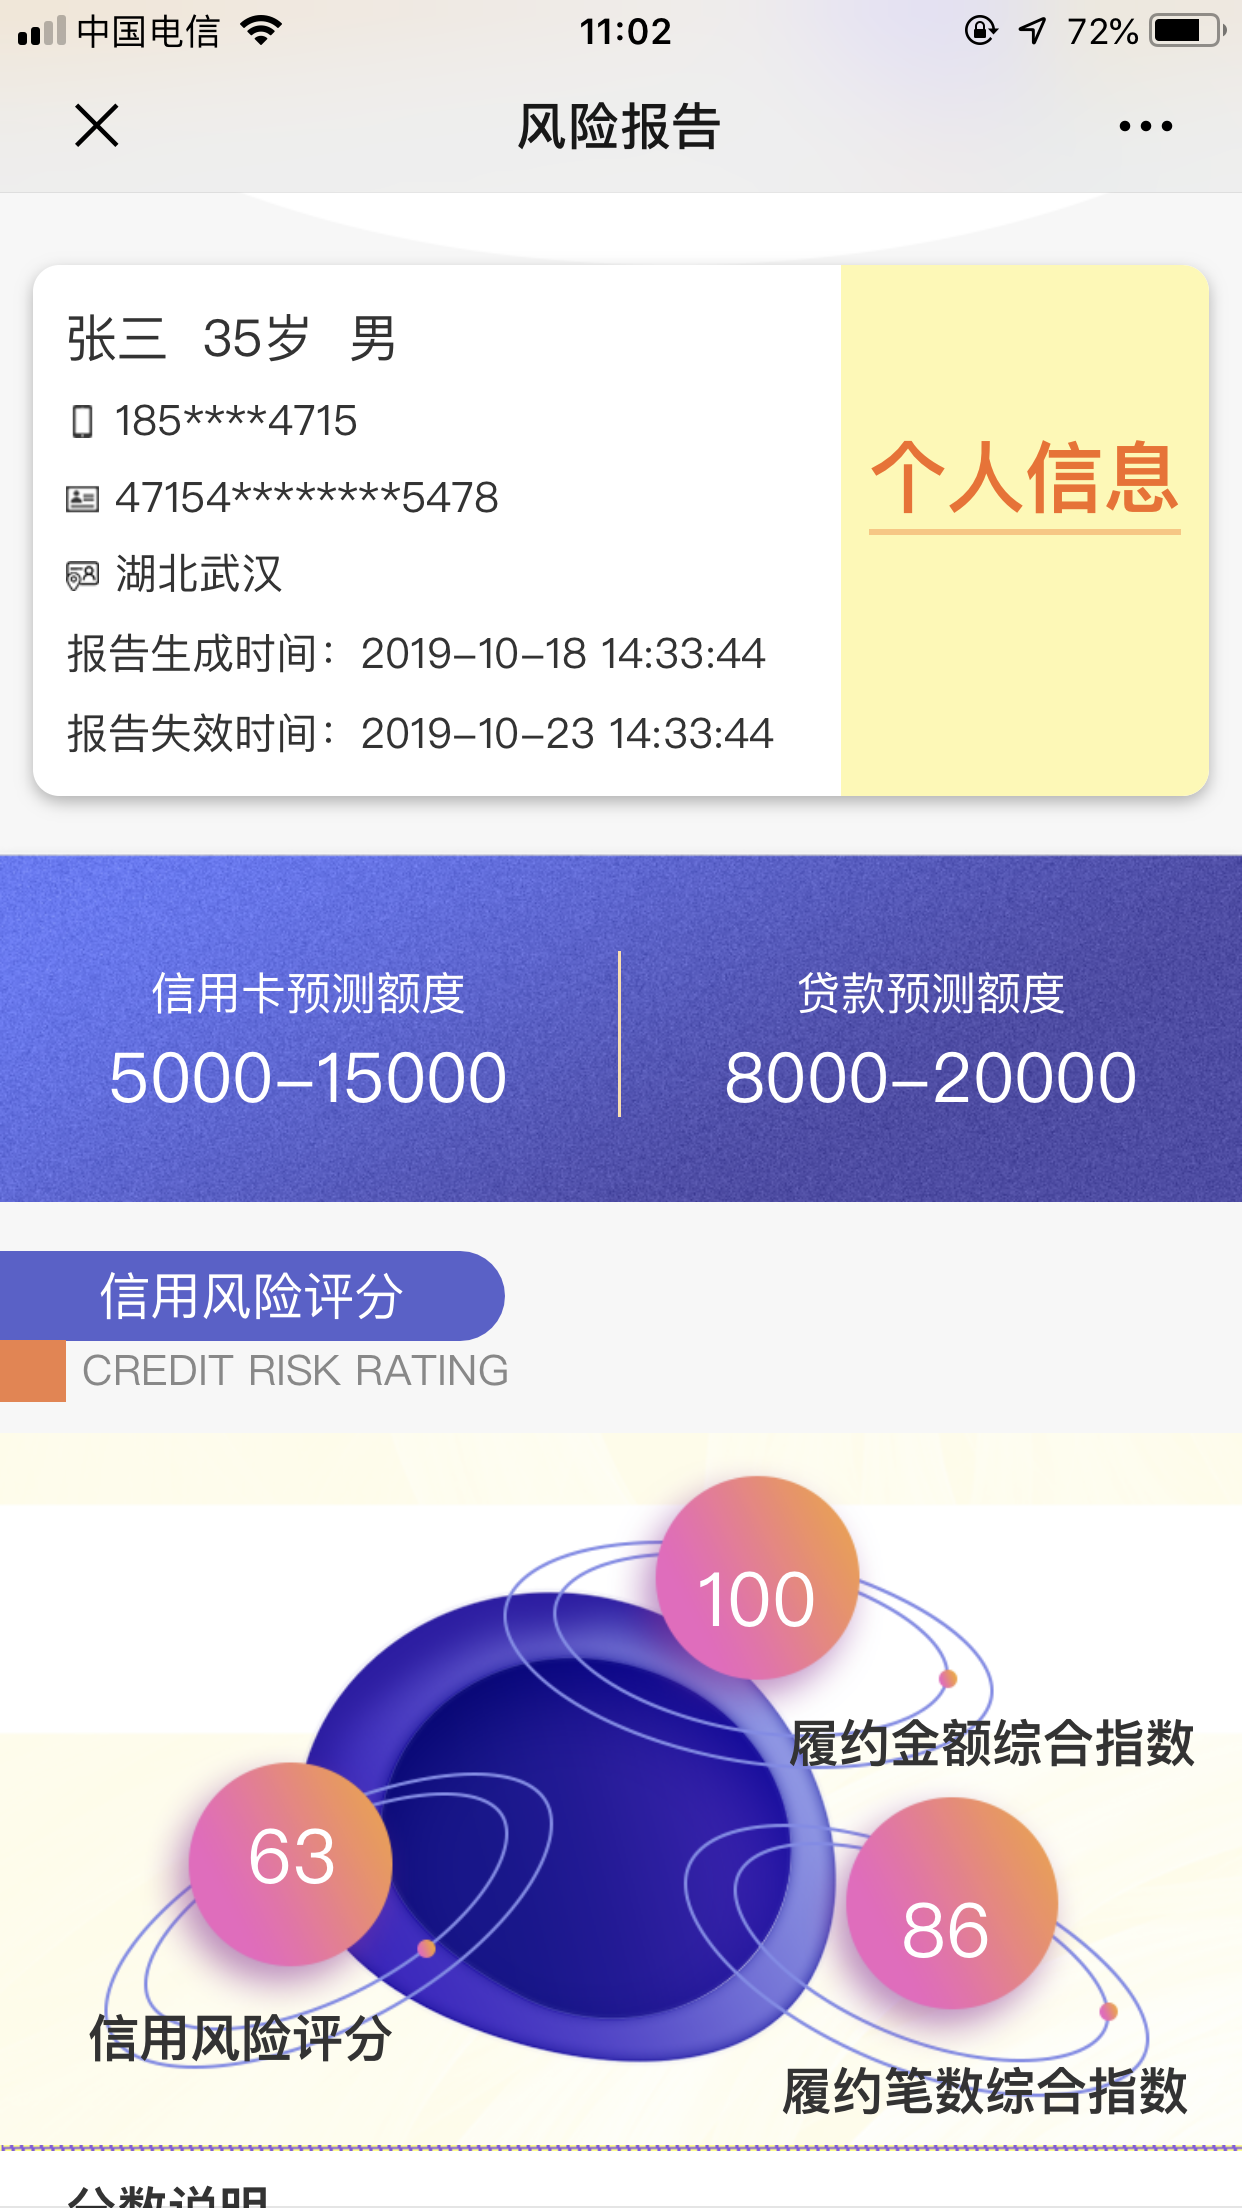 中国电信
11:02
72%
风险报告
张三 35岁 男
185****4715
47154********5478
湖北武汉
报告生成时间：2019-10-18 14:33:44
报告失效时间：2019-10-23 14:33:44
个人信息
信用卡预测额度
5000-15000
贷款预测额度
8000-20000
信用风险评分
CREDIT RISK RATING
100
履约金额综合指数
63
信用风险评分
86
履约笔数综合指数
分数说明